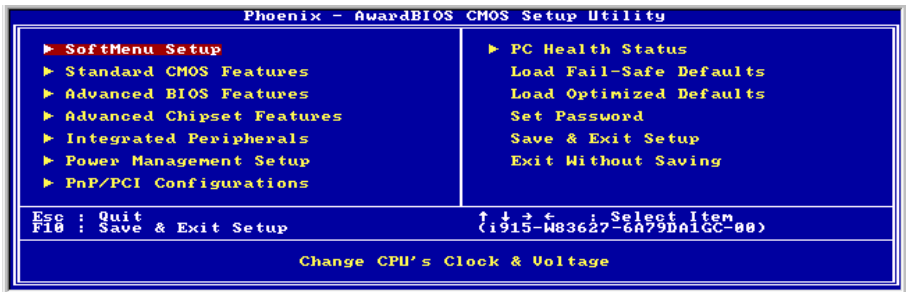 Phoenix - AwardBIOS CMOS Setup Utility
► SoftMenu Setup
► Standard CMOS Features
► Advanced BIOS Features
► Advanced Chipset Features
► Integrated Peripherals
► Power Management Setup
► PnP/PCI Configurations
► PC Health Status
Load Fail-Safe Defaults
Load Optimized Defaults
Set Password
Save & Exit Setup
Exit Without Saving
Esc : Quit
F10 : Save & Exit Setup
↑ ↓ → ← : Select Item
(i915-W83627-6A79DA1GC-00)
Change CPU's Clock & Voltage